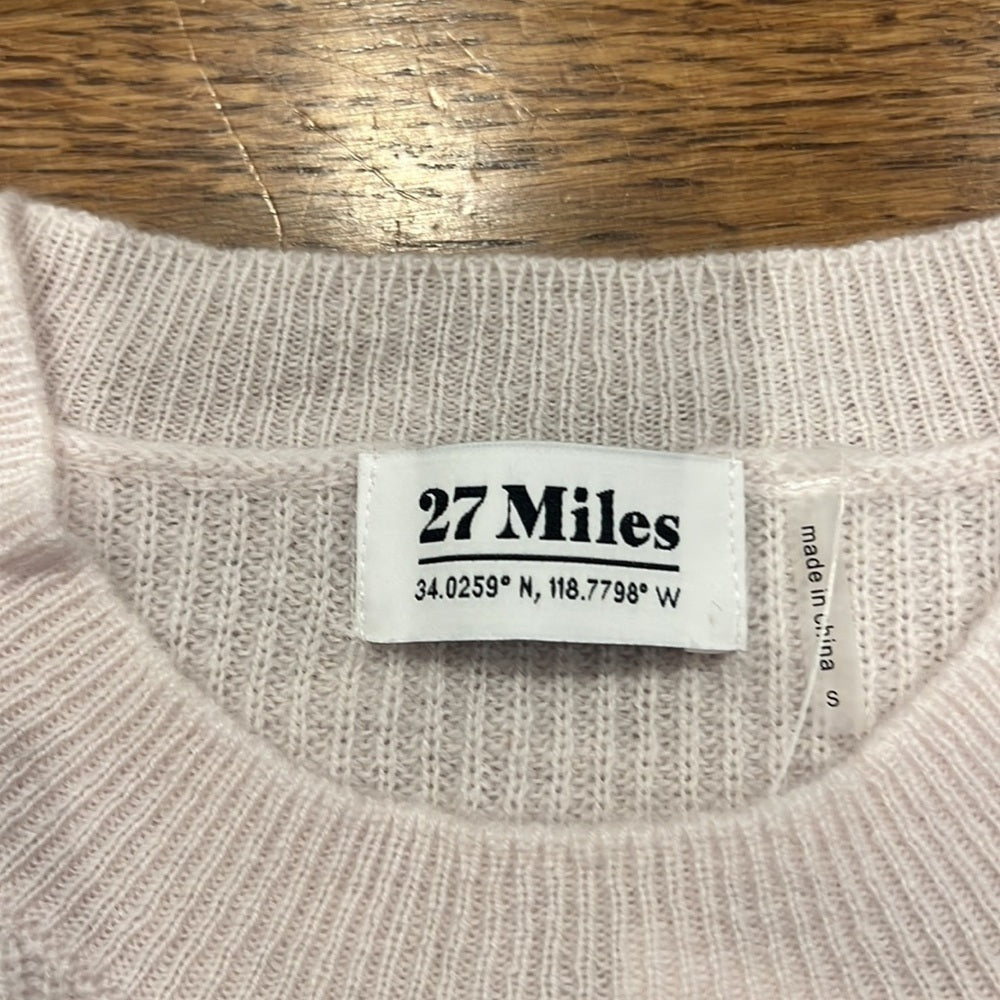 27 Miles
34.0259° N, 118.7798° W
made in china
S